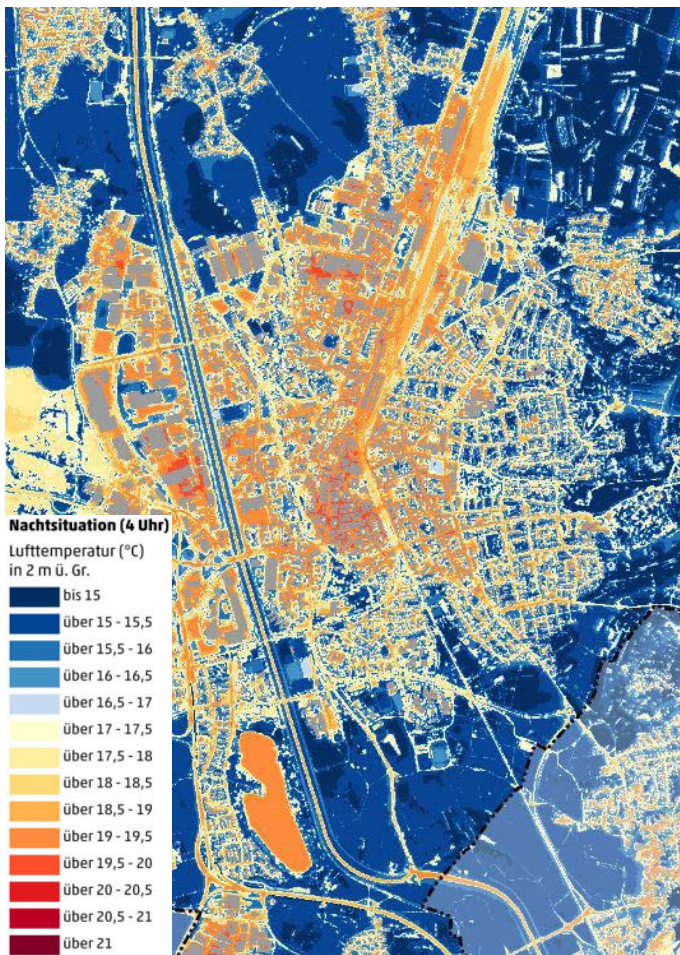 Nachtsituation (4 Uhr)
Lufttemperatur (°C)
in 2 m ü. Gr.
bis 15
über 15 - 15,5
über 15,5 - 16
über 16 - 16,5
über 16,5 - 17
über 17 - 17,5
über 17,5 - 18
über 18 - 18,5
über 18,5 - 19
über 19 - 19,5
über 19,5 - 20
über 20 - 20,5
über 20,5 - 21
über 21